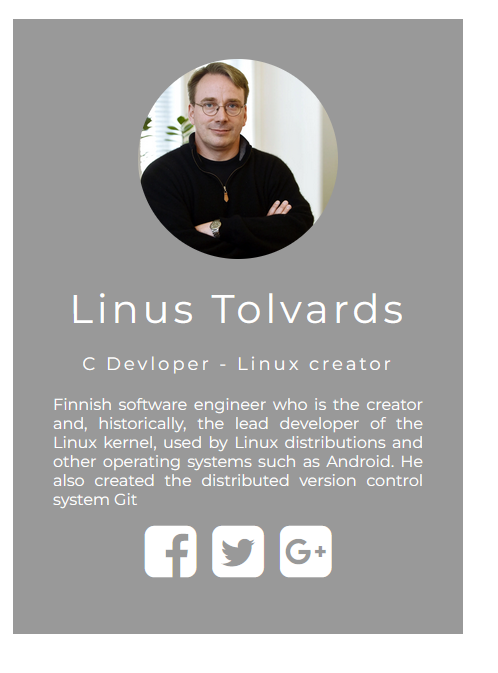 Linus Tolvards
C Devloper - Linux creator
Finnish software engineer who is the creator
and, historically, the lead developer of the
Linux kernel, used by Linux distributions and
other operating systems such as Android. He
also created the distributed version control
system Git
G+